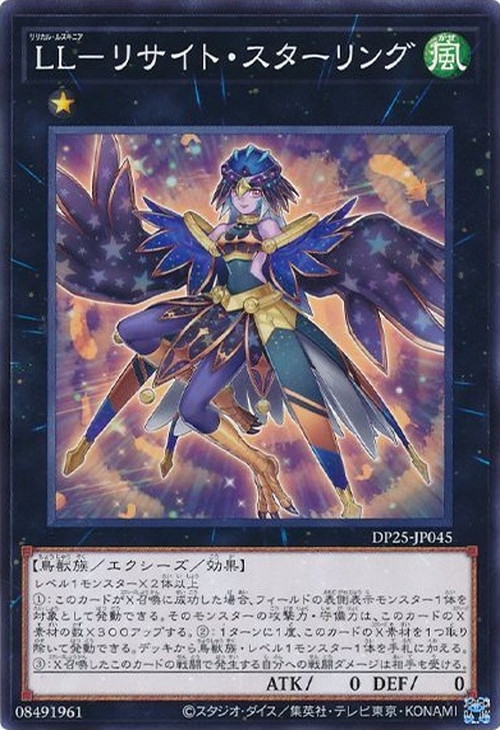 リリカル・ルスキニア
LL－リサイト・スターリング
かぜ
風
DP25-JP045
【鳥獣族／エクシーズ／効果】
レベル1モンスター×2体以上
①：このカードがX召喚に成功した場合、フィールドの表側表示モンスター1体を
対象として発動できる。そのモンスターの攻撃力・守備力は、このカードのX
素材の数×300アップする。②：1ターンに1度、このカードのX素材を1つ取り
除いて発動できる。デッキから鳥獣族・レベル1モンスター1体を手札に加える。
③：X召喚したこのカードの戦闘で発生する自分への戦闘ダメージは相手も受ける。
ATK/ 0 DEF/ 0
08491961 ©スタジオ・ダイス／集英社・テレビ東京・KONAMI